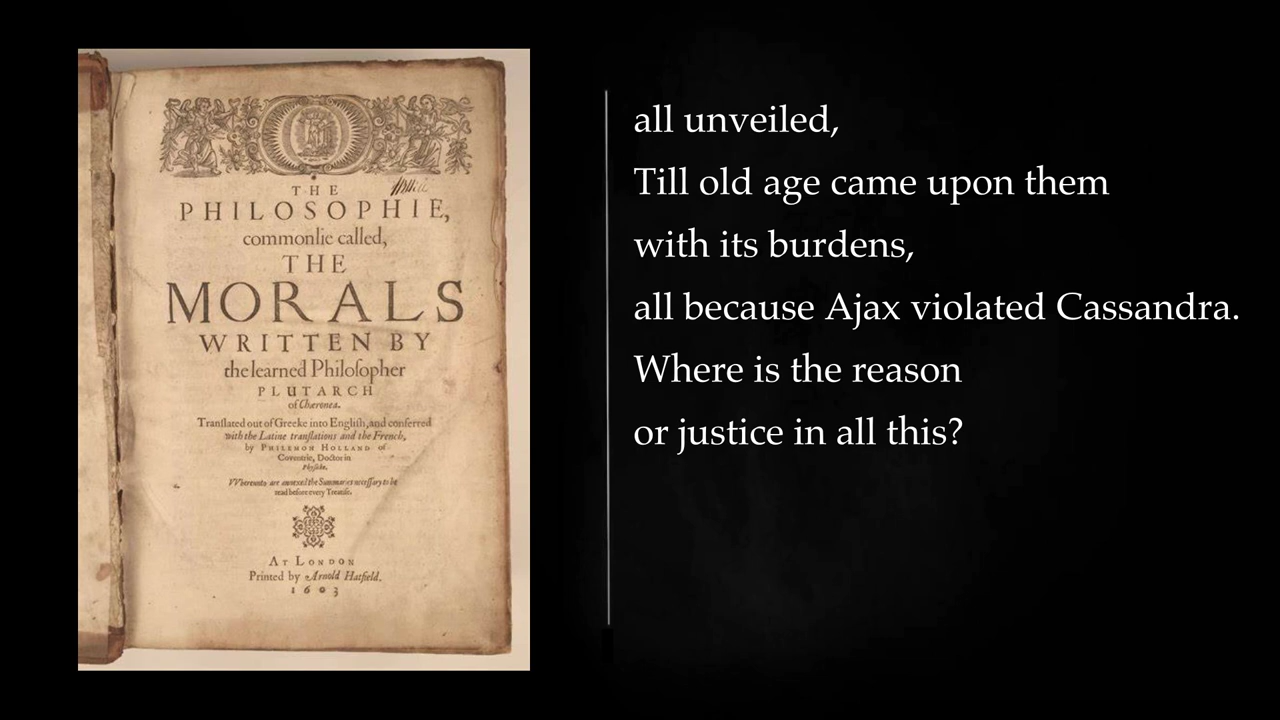 THE
PHILOSOPHIE,
commonlie called,
THE
MORALS
WRITTEN BY
the learned Philoſopher
PLUTARCH
of Chæronea.
Tranſlated out of Greeke into Engliſh, and conferred
with the Latine tranſlations and the French,
by PHILEMON HOLLAND of
Coventrie, Doctor in
Phyſicke.
VVhereunto are annexed the Summaries neceſſary to be
read before every Treatiſe.
AT LONDON
Printed by Arnold Hatfield.
1603
all unveiled,
Till old age came upon them
with its burdens,
all because Ajax violated Cassandra.
Where is the reason
or justice in all this?